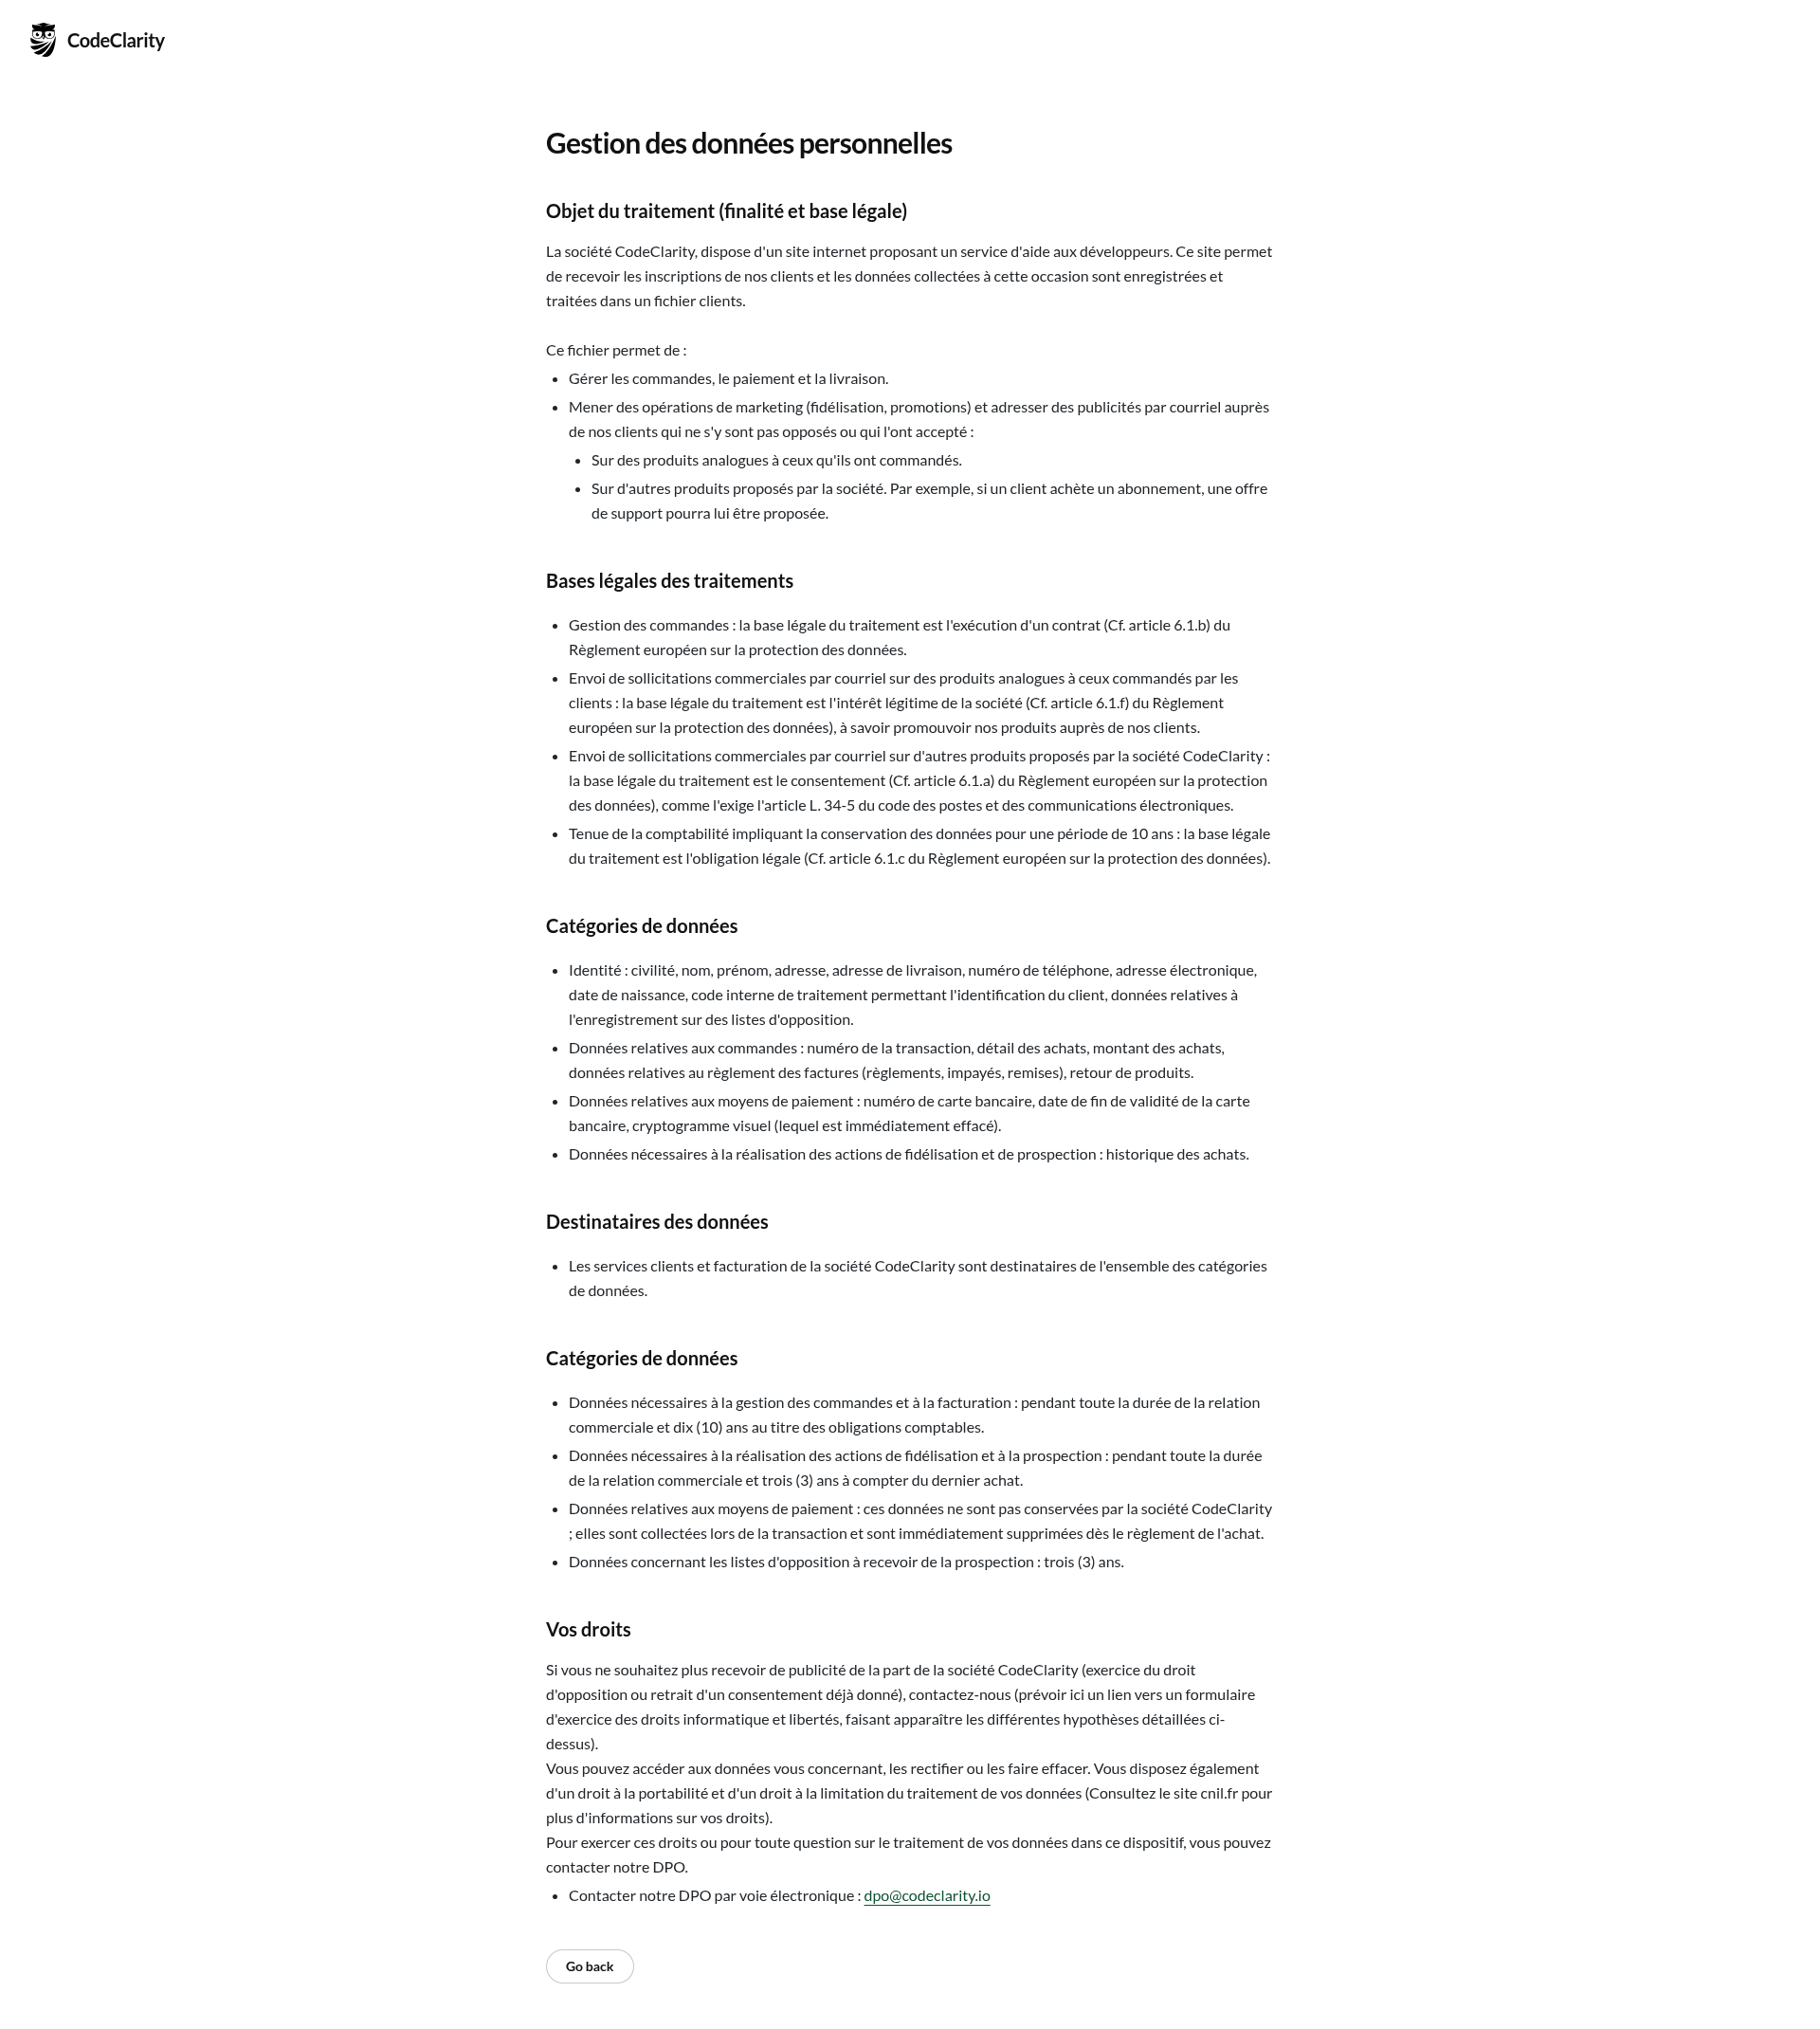 CodeClarity
Gestion des données personnelles
Objet du traitement (finalité et base légale)
La société CodeClarity, dispose d'un site internet proposant un service d'aide aux développeurs. Ce site permet
de recevoir les inscriptions de nos clients et les données collectées à cette occasion sont enregistrées et
traitées dans un fichier clients.
Ce fichier permet de :
• Gérer les commandes, le paiement et la livraison.
• Mener des opérations de marketing (fidélisation, promotions) et adresser des publicités par courriel auprès
de nos clients qui ne s'y sont pas opposés ou qui l'ont accepté :
• Sur des produits analogues à ceux qu'ils ont commandés.
• Sur d'autres produits proposés par la société. Par exemple, si un client achète un abonnement, une offre
de support pourra lui être proposée.
Bases légales des traitements
• Gestion des commandes : la base légale du traitement est l'exécution d'un contrat (Cf. article 6.1.b) du
Règlement européen sur la protection des données.
• Envoi de sollicitations commerciales par courriel sur des produits analogues à ceux commandés par les
clients : la base légale du traitement est l'intérêt légitime de la société (Cf. article 6.1.f) du Règlement
européen sur la protection des données), à savoir promouvoir nos produits auprès de nos clients.
• Envoi de sollicitations commerciales par courriel sur d'autres produits proposés par la société CodeClarity :
la base légale du traitement est le consentement (Cf. article 6.1.a) du Règlement européen sur la protection
des données), comme l'exige l'article L. 34-5 du code des postes et des communications électroniques.
• Tenue de la comptabilité impliquant la conservation des données pour une période de 10 ans : la base légale
du traitement est l'obligation légale (Cf. article 6.1.c du Règlement européen sur la protection des données).
Catégories de données
• Identité : civilité, nom, prénom, adresse, adresse de livraison, numéro de téléphone, adresse électronique,
date de naissance, code interne de traitement permettant l'identification du client, données relatives à
l'enregistrement sur des listes d'opposition.
• Données relatives aux commandes : numéro de la transaction, détail des achats, montant des achats,
données relatives au règlement des factures (règlements, impayés, remises), retour de produits.
• Données relatives aux moyens de paiement : numéro de carte bancaire, date de fin de validité de la carte
bancaire, cryptogramme visuel (lequel est immédiatement effacé).
• Données nécessaires à la réalisation des actions de fidélisation et de prospection : historique des achats.
Destinataires des données
• Les services clients et facturation de la société CodeClarity sont destinataires de l'ensemble des catégories
de données.
Catégories de données
• Données nécessaires à la gestion des commandes et à la facturation : pendant toute la durée de la relation
commerciale et dix (10) ans au titre des obligations comptables.
• Données nécessaires à la réalisation des actions de fidélisation et à la prospection : pendant toute la durée
de la relation commerciale et trois (3) ans à compter du dernier achat.
• Données relatives aux moyens de paiement : ces données ne sont pas conservées par la société CodeClarity
; elles sont collectées lors de la transaction et sont immédiatement supprimées dès le règlement de l'achat.
• Données concernant les listes d'opposition à recevoir de la prospection : trois (3) ans.
Vos droits
Si vous ne souhaitez plus recevoir de publicité de la part de la société CodeClarity (exercice du droit
d'opposition ou retrait d'un consentement déjà donné), contactez-nous (prévoir ici un lien vers un formulaire
d'exercice des droits informatique et libertés, faisant apparaître les différentes hypothèses détaillées ci-
dessus).
Vous pouvez accéder aux données vous concernant, les rectifier ou les faire effacer. Vous disposez également
d'un droit à la portabilité et d'un droit à la limitation du traitement de vos données (Consultez le site cnil.fr pour
plus d'informations sur vos droits).
Pour exercer ces droits ou pour toute question sur le traitement de vos données dans ce dispositif, vous pouvez
contacter notre DPO.
• Contacter notre DPO par voie électronique : dpo@codeclarity.io
Go back